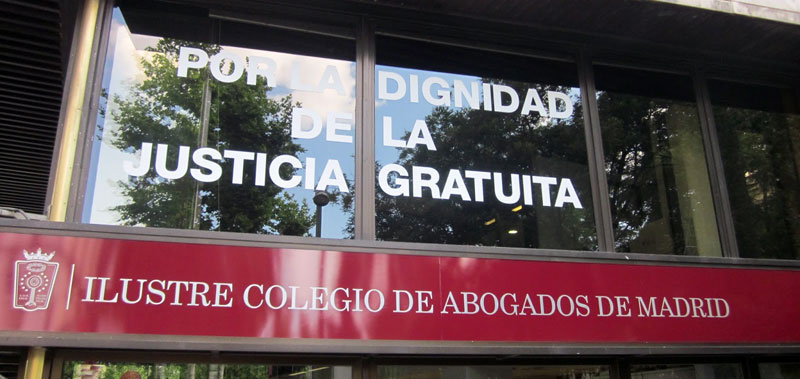 POR LA DIGNIDAD
DE LA
JUSTICIA GRATUITA
ILUSTRE COLEGIO DE ABOGADOS DE MADRID